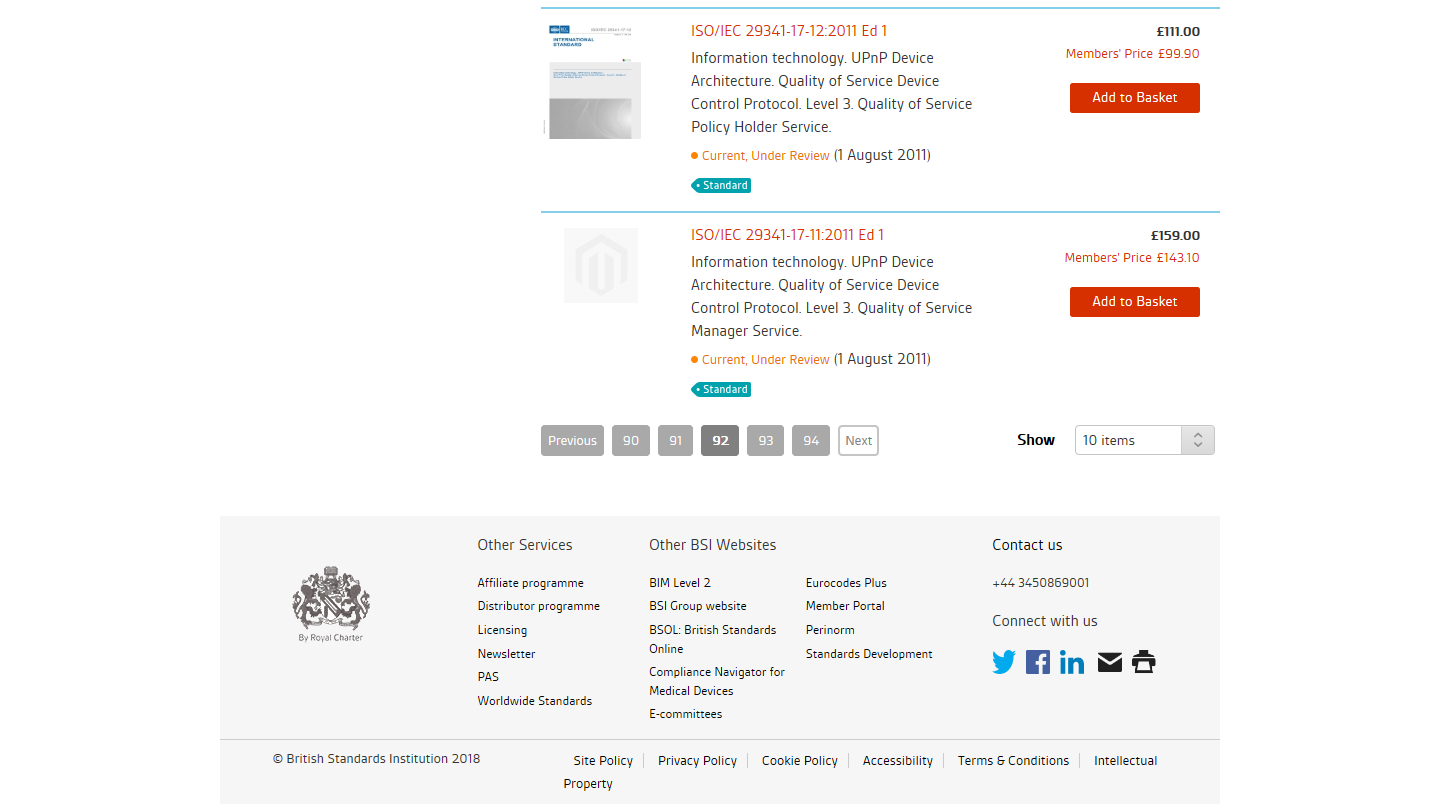 ISO/IEC 29341-17-12:2011 Ed 1
£111.00
Members' Price £99.90
INTERNATIONAL
STANDARD
Information technology. UPnP Device
Architecture. Quality of Service Device
Control Protocol. Level 3. Quality of Service
Policy Holder Service.
Add to Basket
Current, Under Review (1 August 2011)
Standard
ISO/IEC 29341-17-11:2011 Ed 1
£159.00
Members' Price £143.10
Information technology. UPnP Device
Architecture. Quality of Service Device
Control Protocol. Level 3. Quality of Service
Manager Service.
Add to Basket
Current, Under Review (1 August 2011)
Standard
Previous 90 91 92 93 94 Next
Show 10 items
By Royal Charter
Other Services
Affiliate programme
Distributor programme
Licensing
Newsletter
PAS
Worldwide Standards
Other BSI Websites
BIM Level 2
BSI Group website
BSOL: British Standards
Online
Compliance Navigator for
Medical Devices
E-committees
Eurocodes Plus
Member Portal
Perinorm
Standards Development
Contact us
+44 3450869001
Connect with us
© British Standards Institution 2018
Site Policy Privacy Policy Cookie Policy Accessibility Terms & Conditions Intellectual
Property